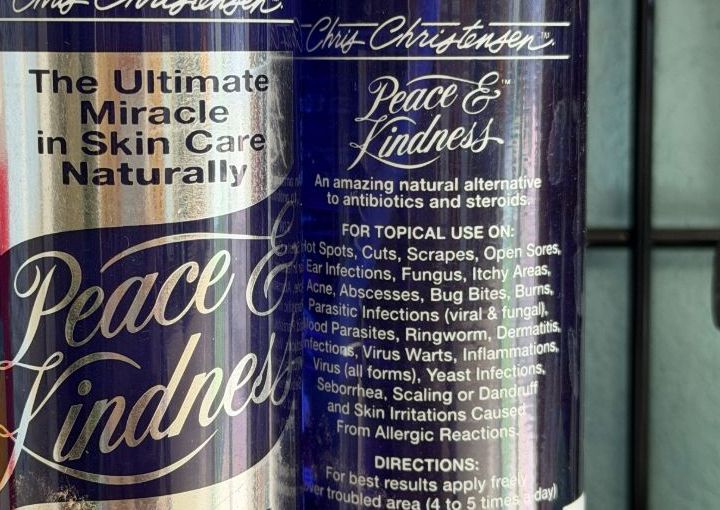 Chris Christensen
The Ultimate
Miracle
in Skin Care
Naturally
Peace &
Kindness
Chris Christensen™
Peace &™
Kindness
An amazing natural alternative
to antibiotics and steroids.
FOR TOPICAL USE ON:
Hot Spots, Cuts, Scrapes, Open Sores,
Ear Infections, Fungus, Itchy Areas,
Acne, Abscesses, Bug Bites, Burns,
Parasitic Infections (viral & fungal),
Blood Parasites, Ringworm, Dermatitis,
Infections, Virus Warts, Inflammations,
Virus (all forms), Yeast Infections,
Seborrhea, Scaling or Dandruff
and Skin Irritations Caused
From Allergic Reactions.
DIRECTIONS:
For best results apply freely
over troubled area (4 to 5 times a day)